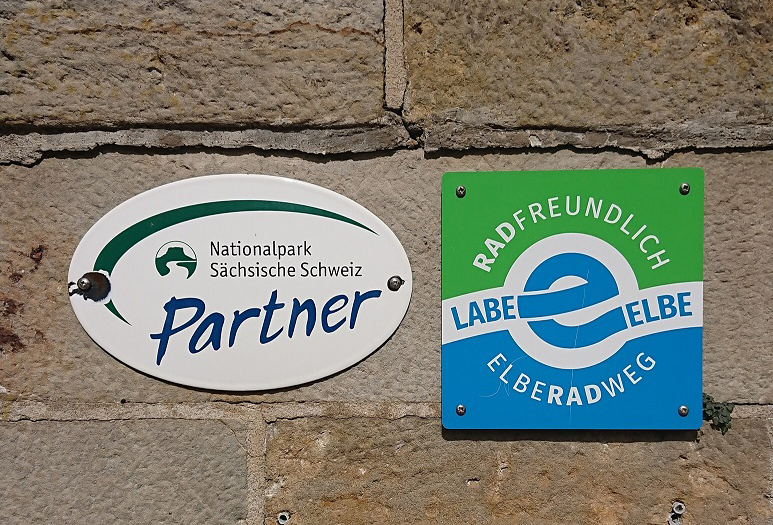 Nationalpark
Sächsische Schweiz
Partner
RADFREUNDLICH
LABE
ELBE
ELBERADWEG